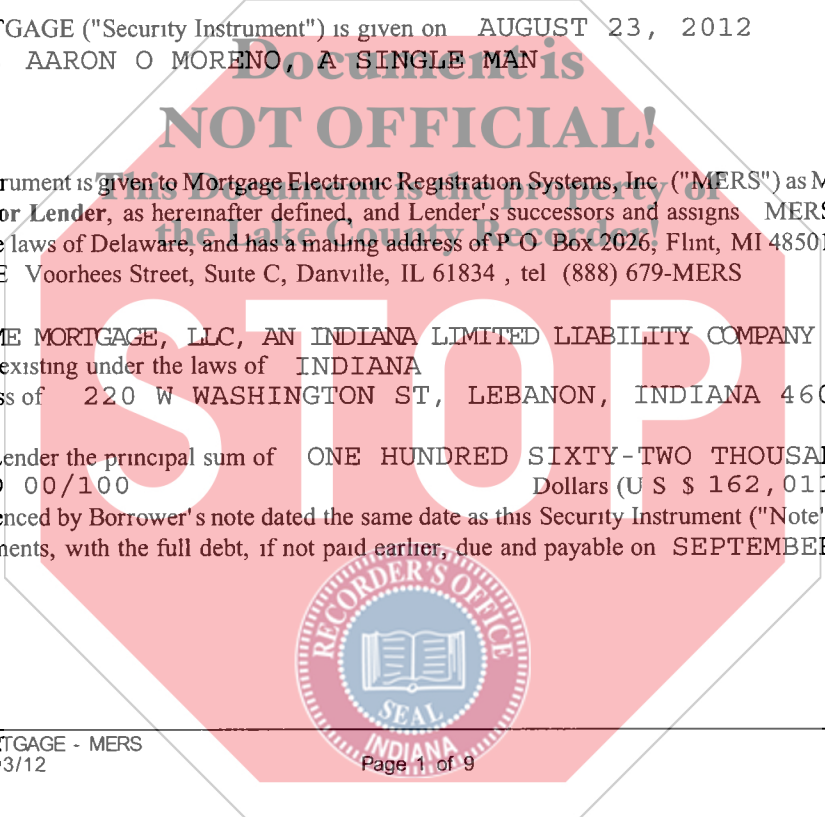 TGAGE ("Security Instrument") is given on AUGUST 23, 2012
AARON O MORENO, A SINGLE MAN
Document is
NOT OFFICIAL!
This Document is the property of
the Lake County Recorder!
rument is given to Mortgage Electronic Registration Systems, Inc ("MERS") as M
or Lender, as hereinafter defined, and Lender's successors and assigns MERS
e laws of Delaware, and has a mailing address of P O Box 2026, Flint, MI 48501
E Voorhees Street, Suite C, Danville, IL 61834 , tel (888) 679-MERS
ME MORTGAGE, LLC, AN INDIANA LIMITED LIABILITY COMPANY
existing under the laws of INDIANA
ss of 220 W WASHINGTON ST, LEBANON, INDIANA 460
STOP
ender the principal sum of ONE HUNDRED SIXTY-TWO THOUSA
00/100 Dollars (U S $ 162,011
enced by Borrower's note dated the same date as this Security Instrument ("Note"
ments, with the full debt, if not paid earlier, due and payable on SEPTEMBE
RECORDER'S OFFICE
SEAL
INDIANA
TGAGE - MERS
3/12 Page 1 of 9